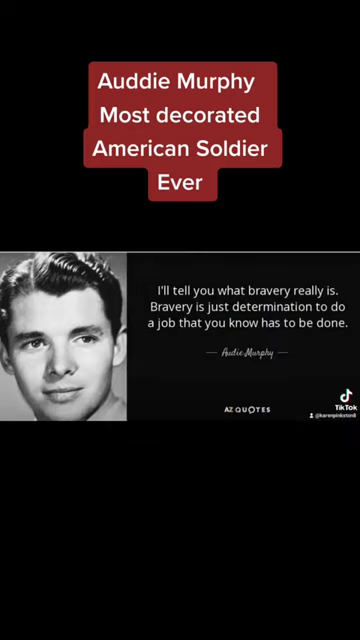 Auddie Murphy
Most decorated
American Soldier
Ever
I'll tell you what bravery really is.
Bravery is just determination to do
a job that you know has to be done.
— Audie Murphy —
AZ QUOTES
TikTok
@karenpinkston8